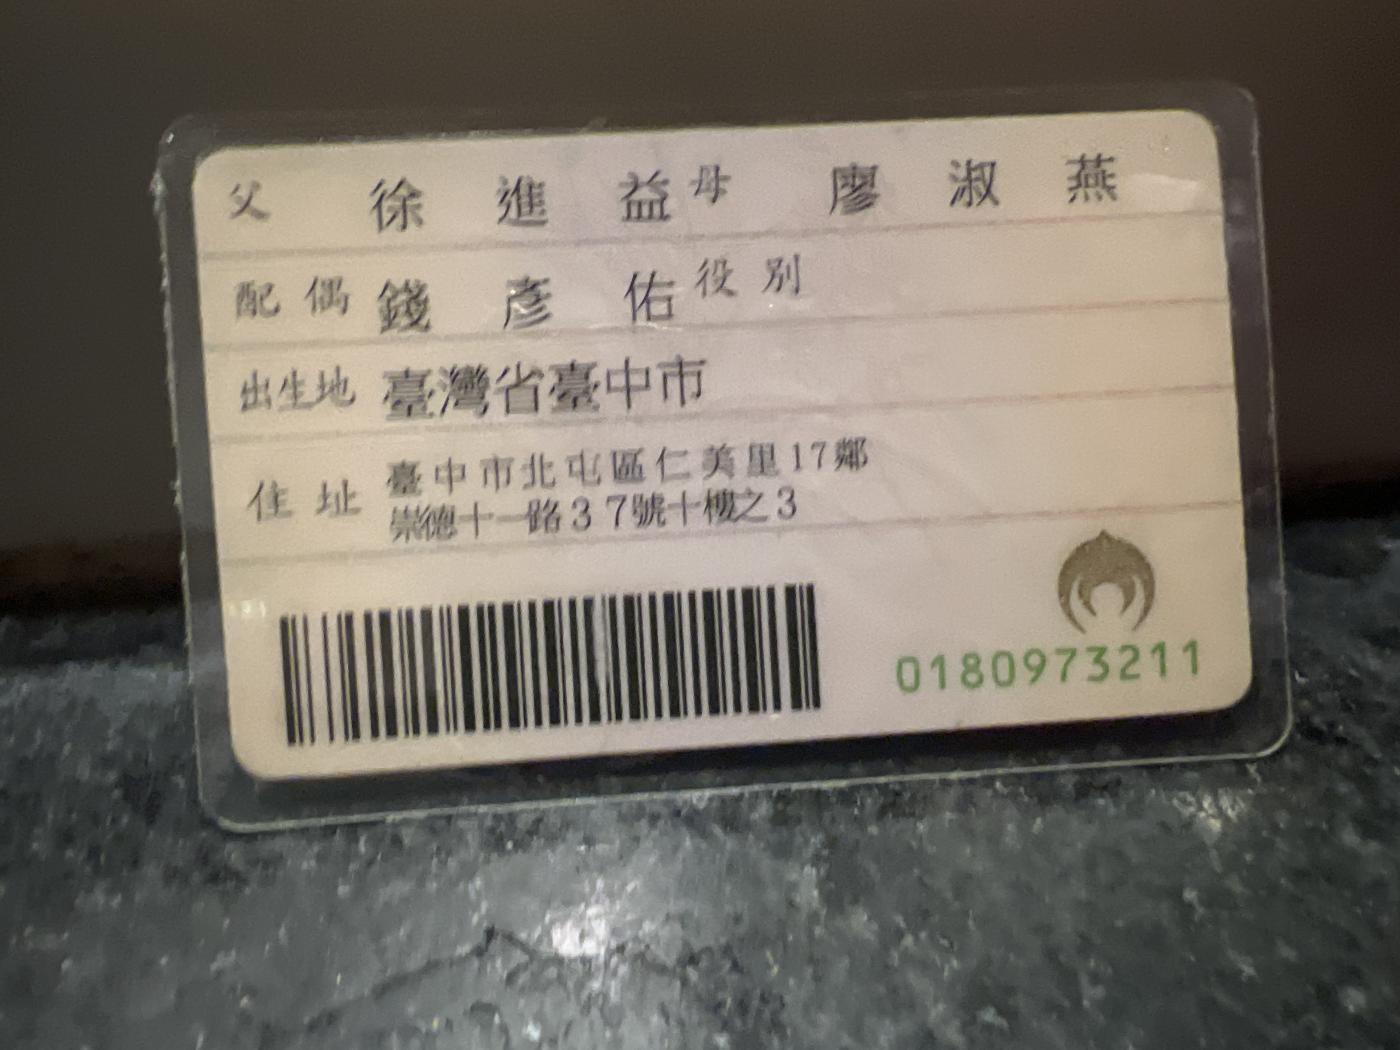 父 徐進益 母 廖淑燕
配偶 錢彥佑 役別
出生地 臺灣省臺中市
住址 臺中市北屯區仁美里17鄰
崇德十一路37號十樓之3
0180973211